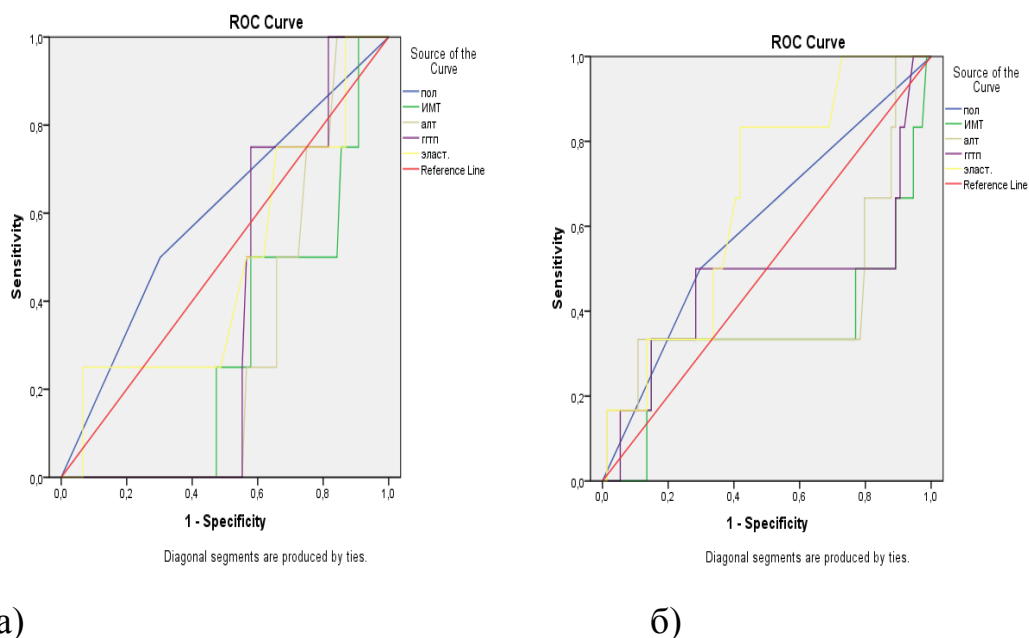 ROC Curve
Source of the
Curve
пол
ИМТ
алт
ггтп
эласт.
Reference Line
1,0
0,8
0,6
0,4
0,2
0,0
Sensitivity
0,0 0,2 0,4 0,6 0,8 1,0
1 - Specificity
Diagonal segments are produced by ties.
а)
ROC Curve
Source of the
Curve
пол
ИМТ
алт
ггтп
эласт.
Reference Line
1,0
0,8
0,6
0,4
0,2
0,0
Sensitivity
0,0 0,2 0,4 0,6 0,8 1,0
1 - Specificity
Diagonal segments are produced by ties.
б)